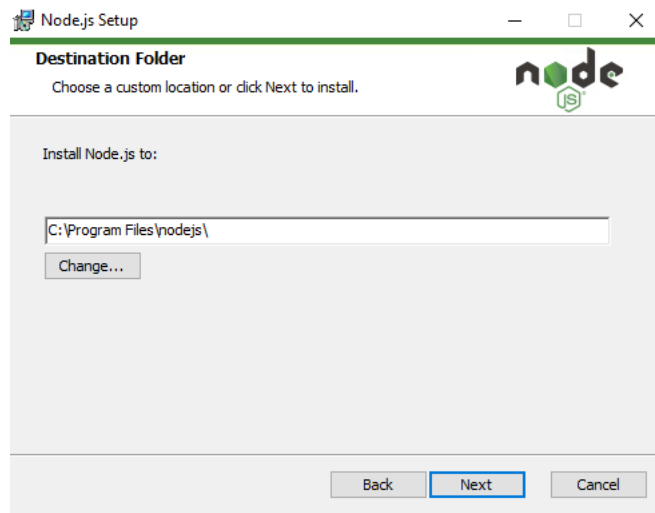 Node.js Setup
Destination Folder
Choose a custom location or click Next to install.
node
JS
Install Node.js to:
C:\Program Files\nodejs\
Change...
Back Next Cancel